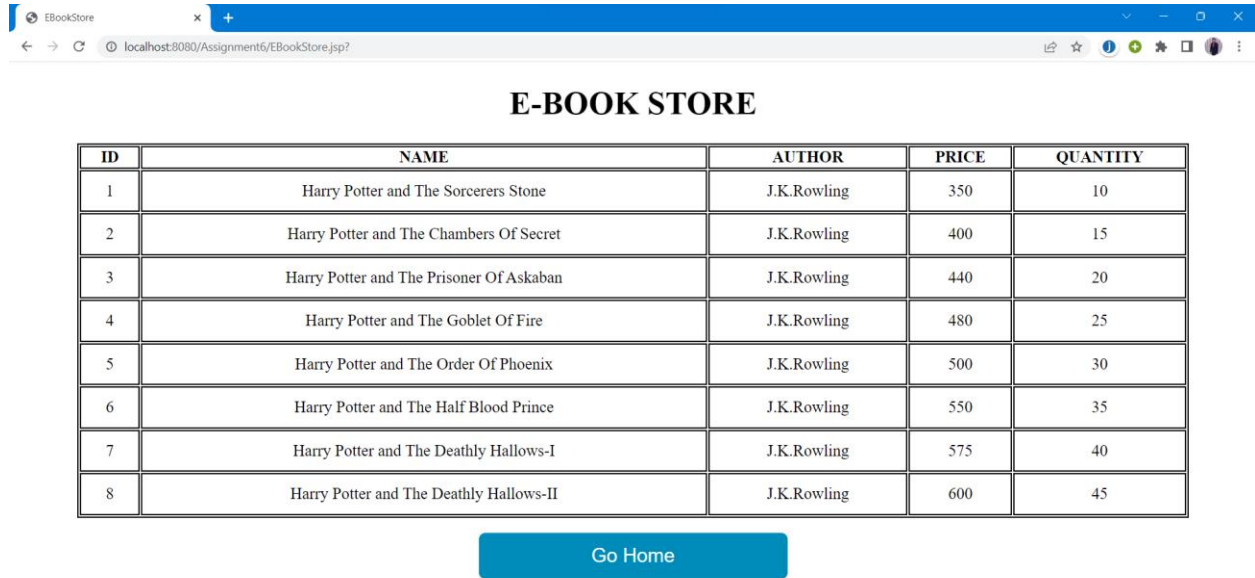 EBookStore
localhost:8080/Assignment6/EBookStore.jsp?
E-BOOK STORE
ID NAME AUTHOR PRICE QUANTITY
1 Harry Potter and The Sorcerers Stone J.K.Rowling 350 10
2 Harry Potter and The Chambers Of Secret J.K.Rowling 400 15
3 Harry Potter and The Prisoner Of Askaban J.K.Rowling 440 20
4 Harry Potter and The Goblet Of Fire J.K.Rowling 480 25
5 Harry Potter and The Order Of Phoenix J.K.Rowling 500 30
6 Harry Potter and The Half Blood Prince J.K.Rowling 550 35
7 Harry Potter and The Deathly Hallows-I J.K.Rowling 575 40
8 Harry Potter and The Deathly Hallows-II J.K.Rowling 600 45
Go Home